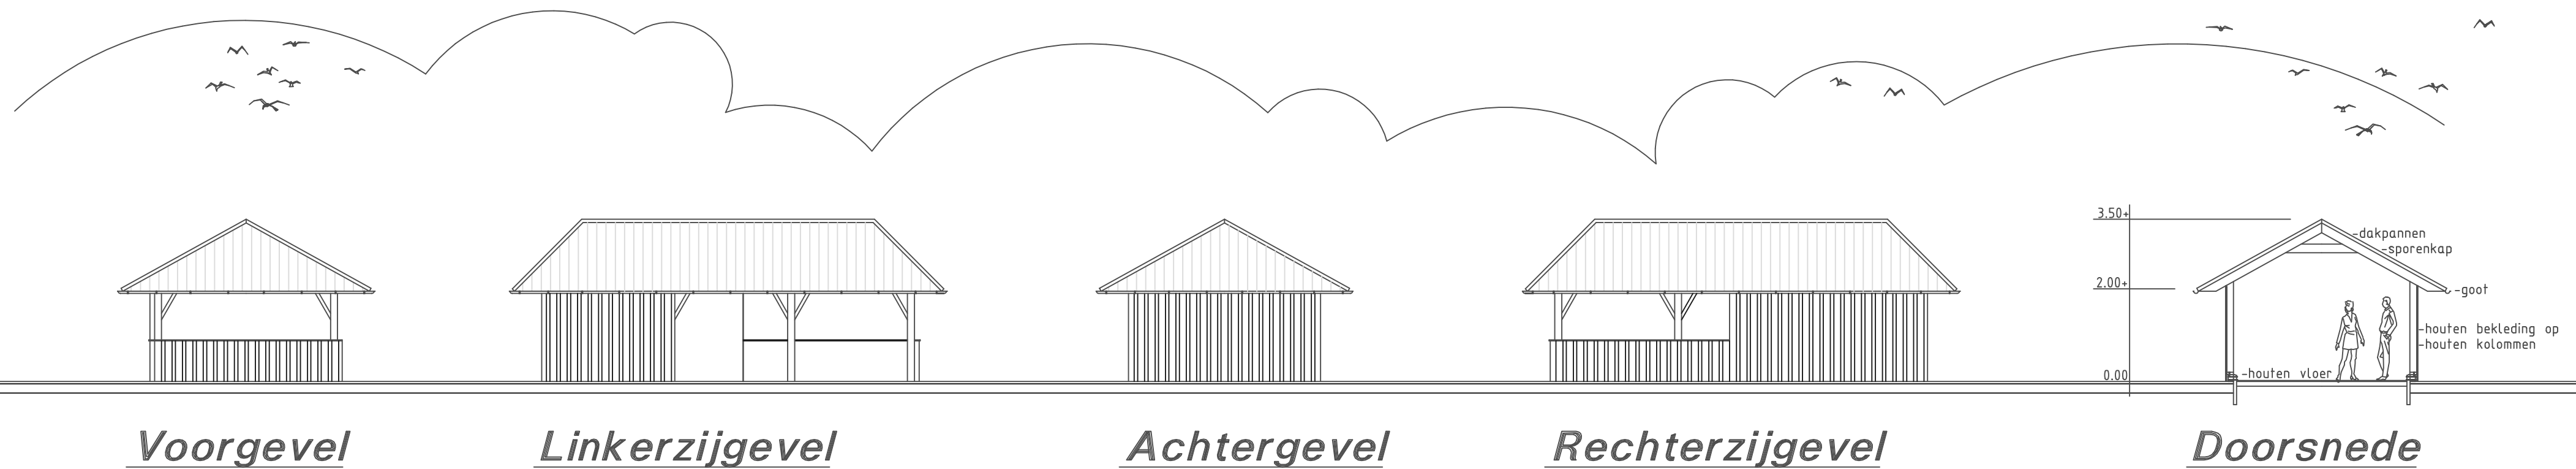 3.50+
-dakpannen
-sporenkap
2.00+
-goot
-houten bekleding op
-houten kolommen
0.00
-houten vloer
Voorgevel
Linkerzijgevel
Achtergevel
Rechterzijgevel
Doorsnede